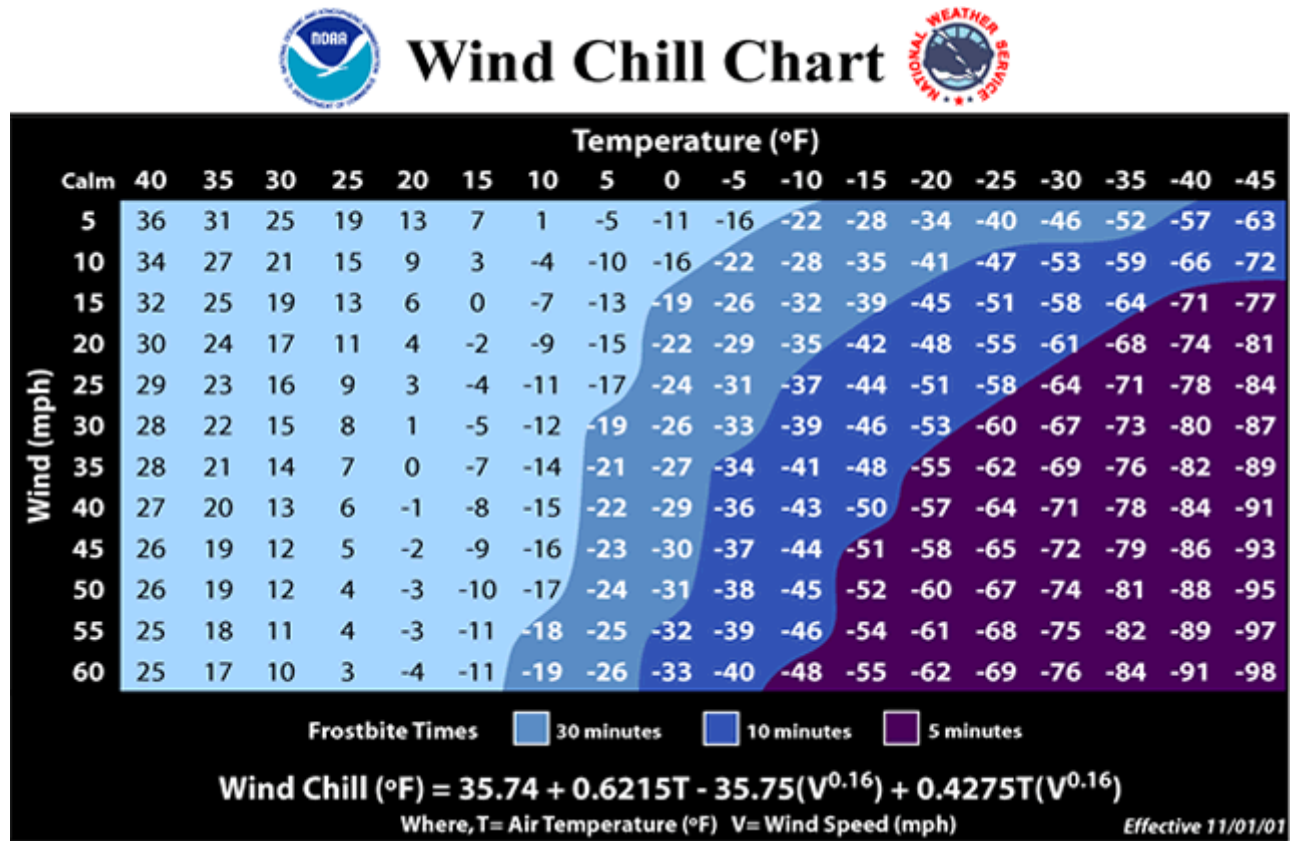 NOAA
NATIONAL OCEANIC AND ATMOSPHERIC ADMINISTRATION
U.S. DEPARTMENT OF COMMERCE
Wind Chill Chart
NATIONAL WEATHER SERVICE
Temperature (ºF)
Calm 40 35 30 25 20 15 10 5 0 -5 -10 -15 -20 -25 -30 -35 -40 -45
5 36 31 25 19 13 7 1 -5 -11 -16 -22 -28 -34 -40 -46 -52 -57 -63
10 34 27 21 15 9 3 -4 -10 -16 -22 -28 -35 -41 -47 -53 -59 -66 -72
15 32 25 19 13 6 0 -7 -13 -19 -26 -32 -39 -45 -51 -58 -64 -71 -77
20 30 24 17 11 4 -2 -9 -15 -22 -29 -35 -42 -48 -55 -61 -68 -74 -81
25 29 23 16 9 3 -4 -11 -17 -24 -31 -37 -44 -51 -58 -64 -71 -78 -84
30 28 22 15 8 1 -5 -12 -19 -26 -33 -39 -46 -53 -60 -67 -73 -80 -87
35 28 21 14 7 0 -7 -14 -21 -27 -34 -41 -48 -55 -62 -69 -76 -82 -89
40 27 20 13 6 -1 -8 -15 -22 -29 -36 -43 -50 -57 -64 -71 -78 -84 -91
45 26 19 12 5 -2 -9 -16 -23 -30 -37 -44 -51 -58 -65 -72 -79 -86 -93
50 26 19 12 4 -3 -10 -17 -24 -31 -38 -45 -52 -60 -67 -74 -81 -88 -95
55 25 18 11 4 -3 -11 -18 -25 -32 -39 -46 -54 -61 -68 -75 -82 -89 -97
60 25 17 10 3 -4 -11 -19 -26 -33 -40 -48 -55 -62 -69 -76 -84 -91 -98
Wind (mph)
Frostbite Times 30 minutes 10 minutes 5 minutes
Wind Chill (ºF) = 35.74 + 0.6215T - 35.75(V^0.16) + 0.4275T(V^0.16)
Where, T= Air Temperature (ºF) V= Wind Speed (mph)
Effective 11/01/01